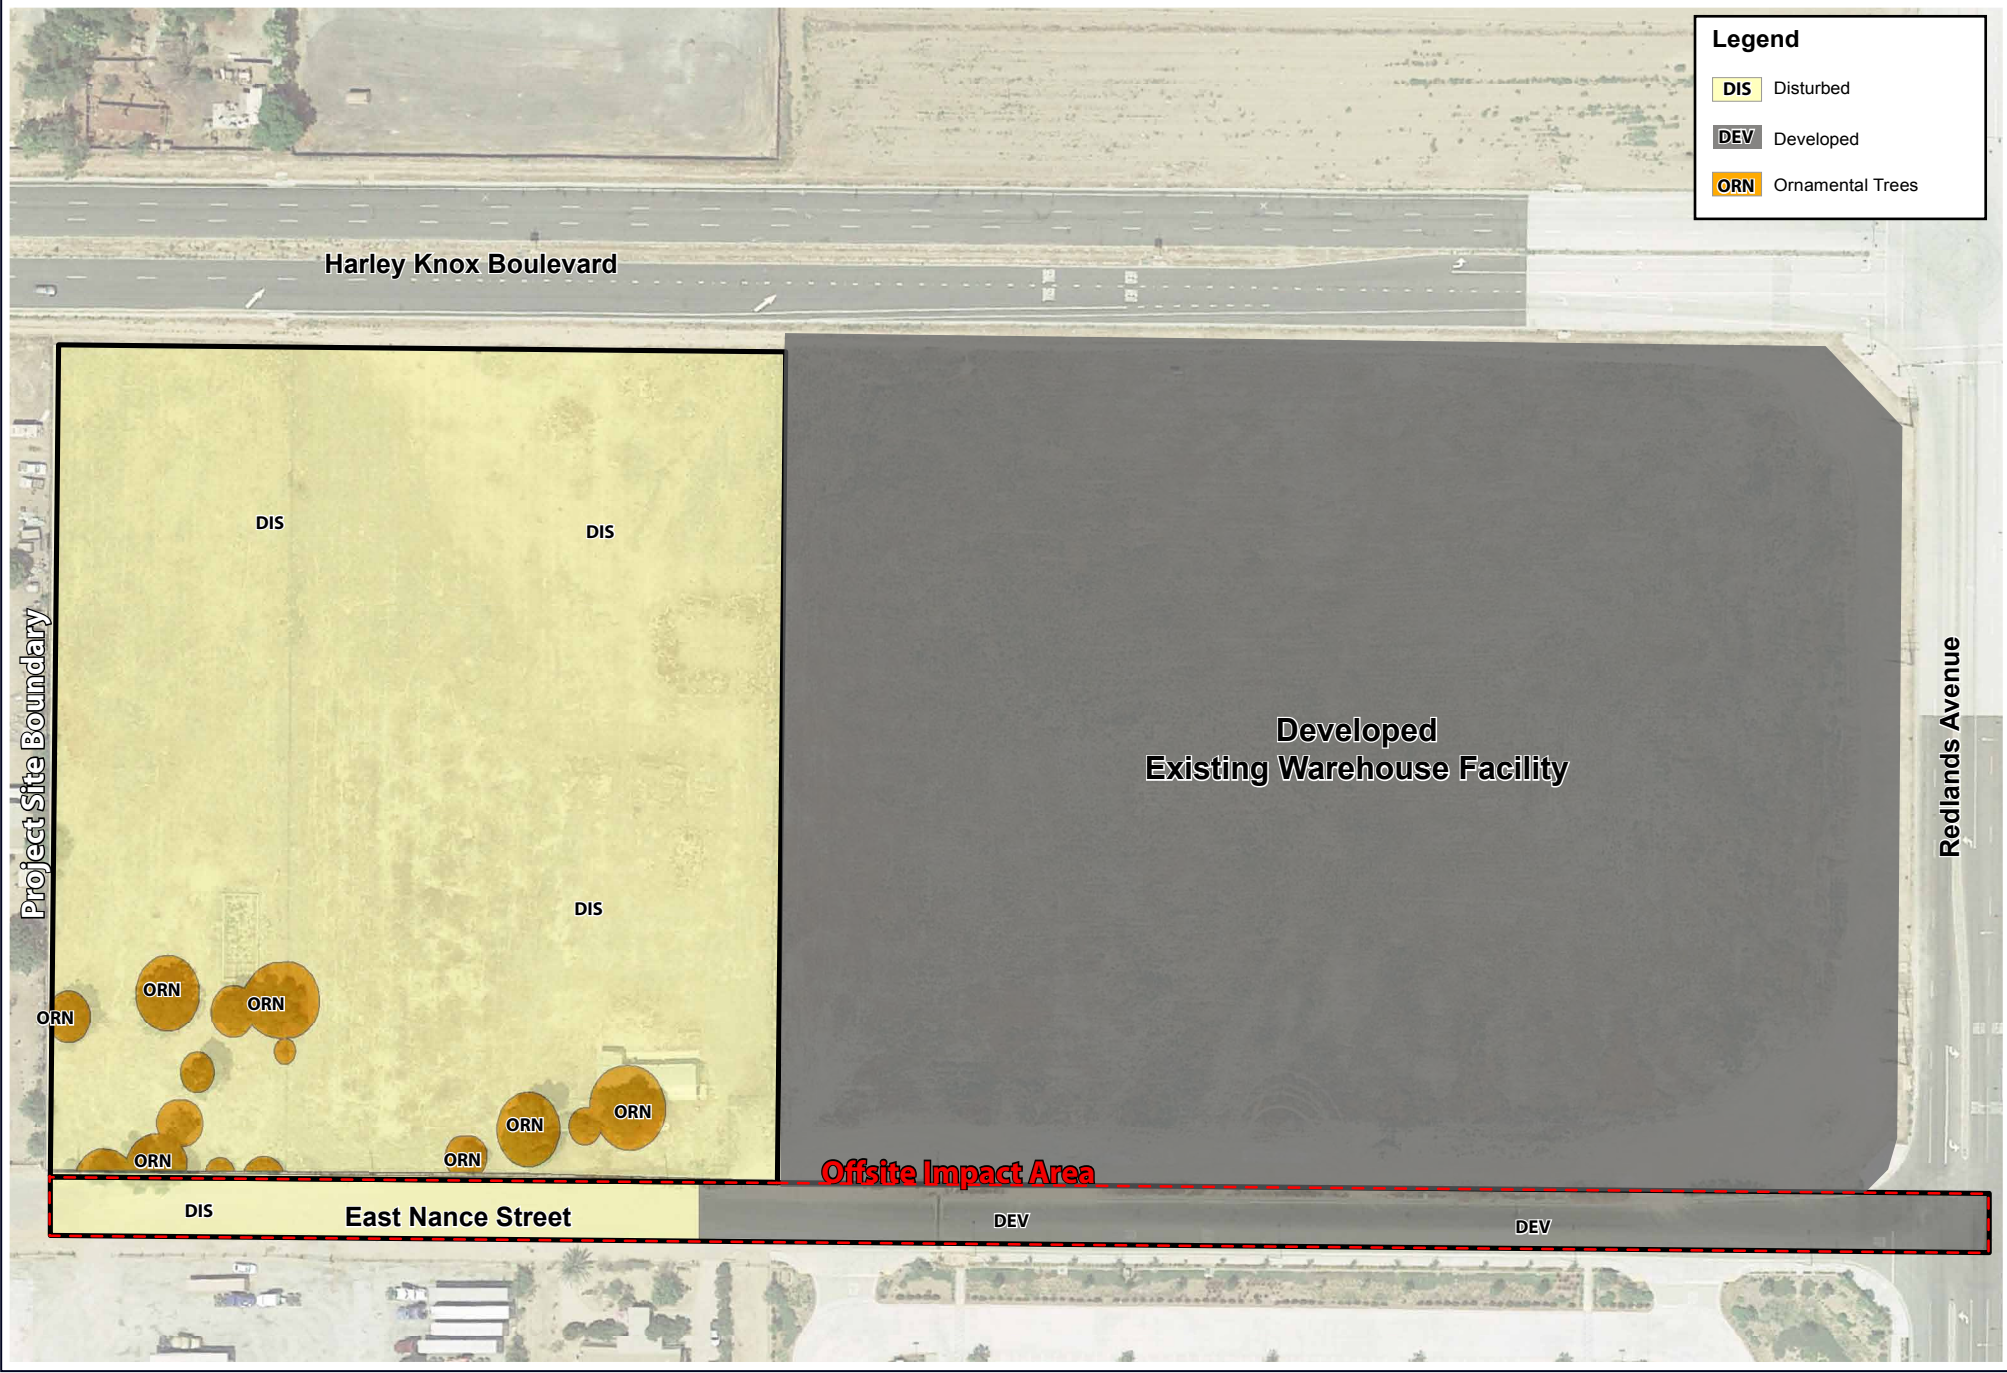 Legend
DIS Disturbed
DEV Developed
ORN Ornamental Trees
Harley Knox Boulevard
DIS
DIS
Project Site Boundary
Developed
Existing Warehouse Facility
Redlands Avenue
DIS
ORN
ORN
ORN
ORN
ORN
ORN
ORN
Offsite Impact Area
DIS
East Nance Street
DEV
DEV